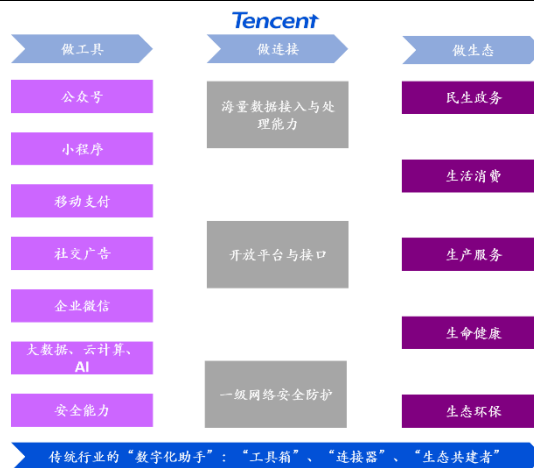 Tencent
做工具
做连接
做生态
公众号
小程序
移动支付
社交广告
企业微信
大数据、云计算、
AI
安全能力
海量数据接入与处
理能力
开放平台与接口
一级网络安全防护
民生政务
生活消费
生产服务
生命健康
生态环保
传统行业的“数字化助手”：“工具箱”、“连接器”、“生态共建者”